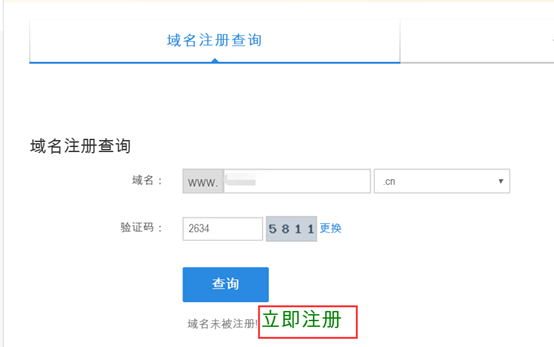 域名注册查询
域名注册查询
域名： www. .cn
验证码： 2634 5811 更换
查询
域名未被注册! 立即注册